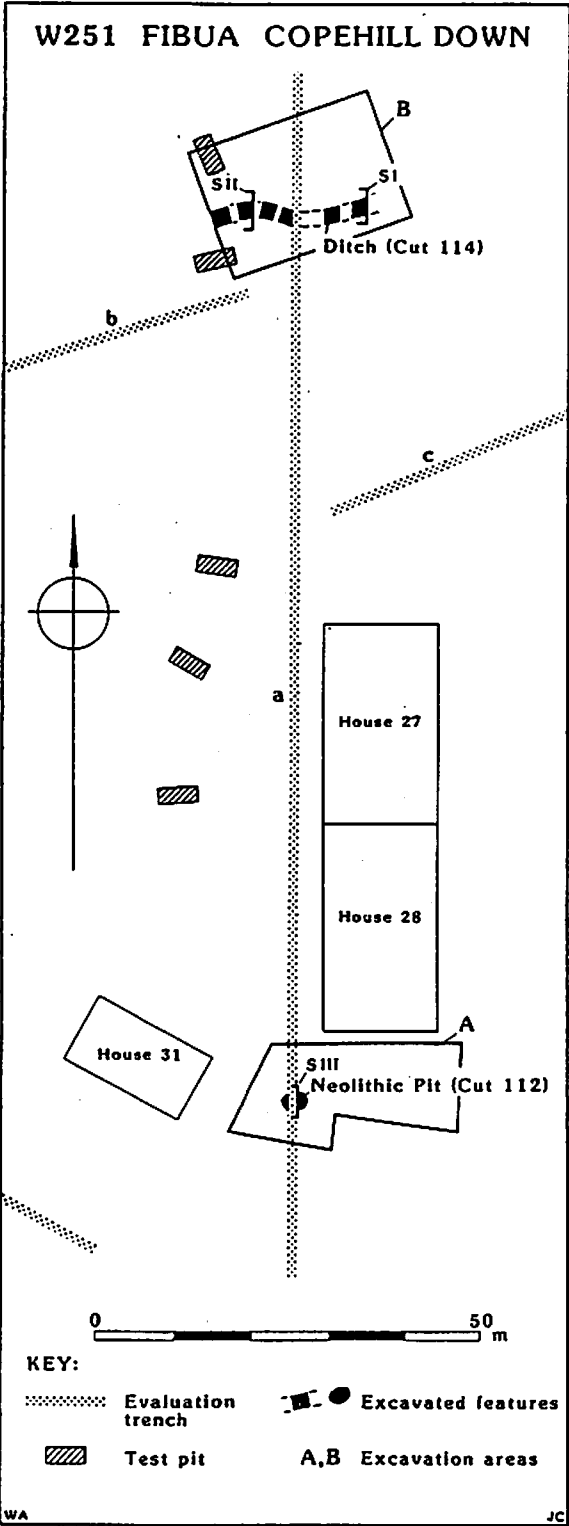 W251 FIBUA COPEHILL DOWN
B
SII
SI
Ditch (Cut 114)
b
c
a
House 27
House 28
A
House 31
SIII
Neolithic Pit (Cut 112)
0 50
m
KEY:
Evaluation
trench
Excavated features
Test pit
A,B Excavation areas
WA JC